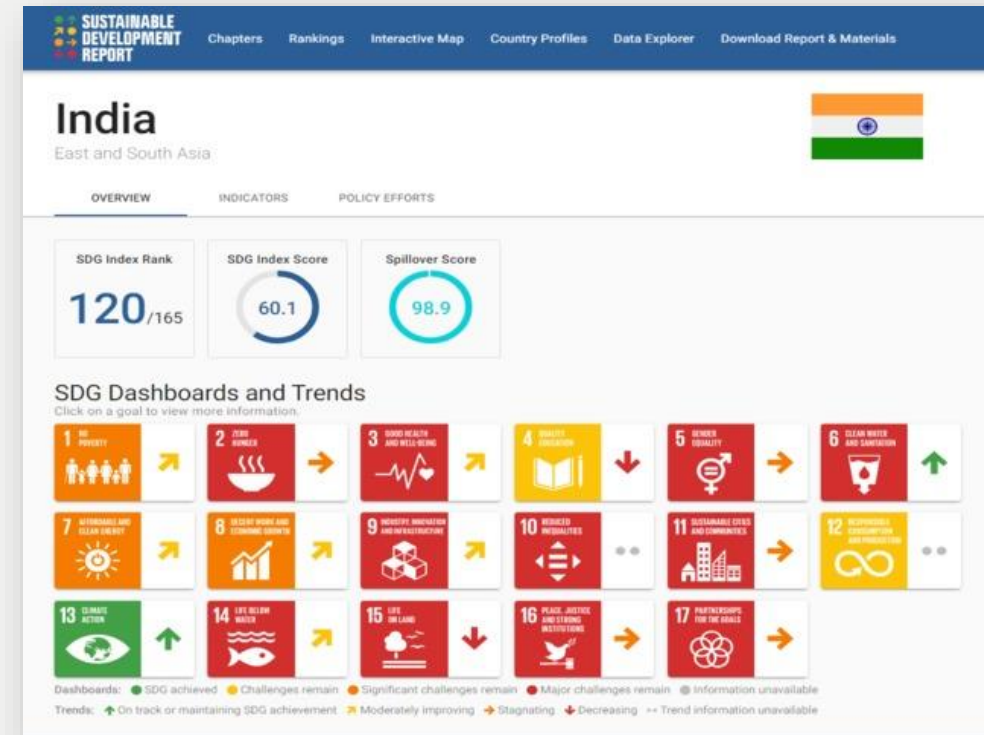 SUSTAINABLE
DEVELOPMENT
REPORT
Chapters Rankings Interactive Map Country Profiles Data Explorer Download Report & Materials
India
East and South Asia
OVERVIEW INDICATORS POLICY EFFORTS
SDG Index Rank
120/165
SDG Index Score
60.1
Spillover Score
98.9
SDG Dashboards and Trends
Click on a goal to view more information.
1 NO
POVERTY
2 ZERO
HUNGER
3 GOOD HEALTH
AND WELL-BEING
4 QUALITY
EDUCATION
5 GENDER
EQUALITY
6 CLEAN WATER
AND SANITATION
7 AFFORDABLE AND
CLEAN ENERGY
8 DECENT WORK AND
ECONOMIC GROWTH
9 INDUSTRY, INNOVATION
AND INFRASTRUCTURE
10 REDUCED
INEQUALITIES
11 SUSTAINABLE CITIES
AND COMMUNITIES
12 RESPONSIBLE
CONSUMPTION
AND PRODUCTION
13 CLIMATE
ACTION
14 LIFE BELOW
WATER
15 LIFE
ON LAND
16 PEACE, JUSTICE
AND STRONG
INSTITUTIONS
17 PARTNERSHIPS
FOR THE GOALS
Dashboards: SDG achieved Challenges remain Significant challenges remain Major challenges remain Information unavailable
Trends: On track or maintaining SDG achievement Moderately improving Stagnating Decreasing Trend information unavailable